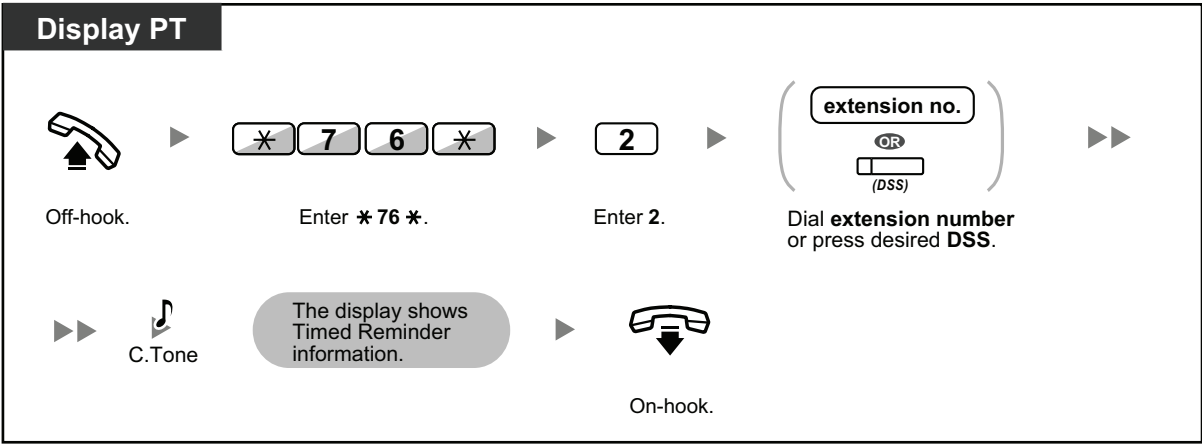 Display PT
* 7 6 *
2
extension no.
OR
(DSS)
Off-hook.
Enter * 76 *.
Enter 2.
Dial extension number
or press desired DSS.
C.Tone
The display shows
Timed Reminder
information.
On-hook.